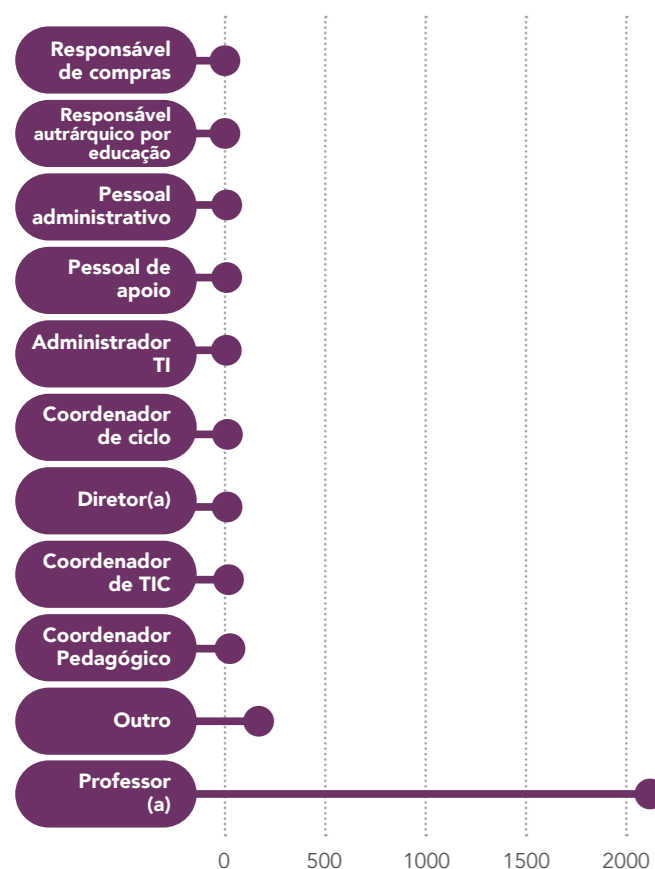 Responsável
de compras
Responsável
autrárquico por
educação
Pessoal
administrativo
Pessoal de
apoio
Administrador
TI
Coordenador
de ciclo
Diretor(a)
Coordenador
de TIC
Coordenador
Pedagógico
Outro
Professor
(a)
0 500 1000 1500 2000